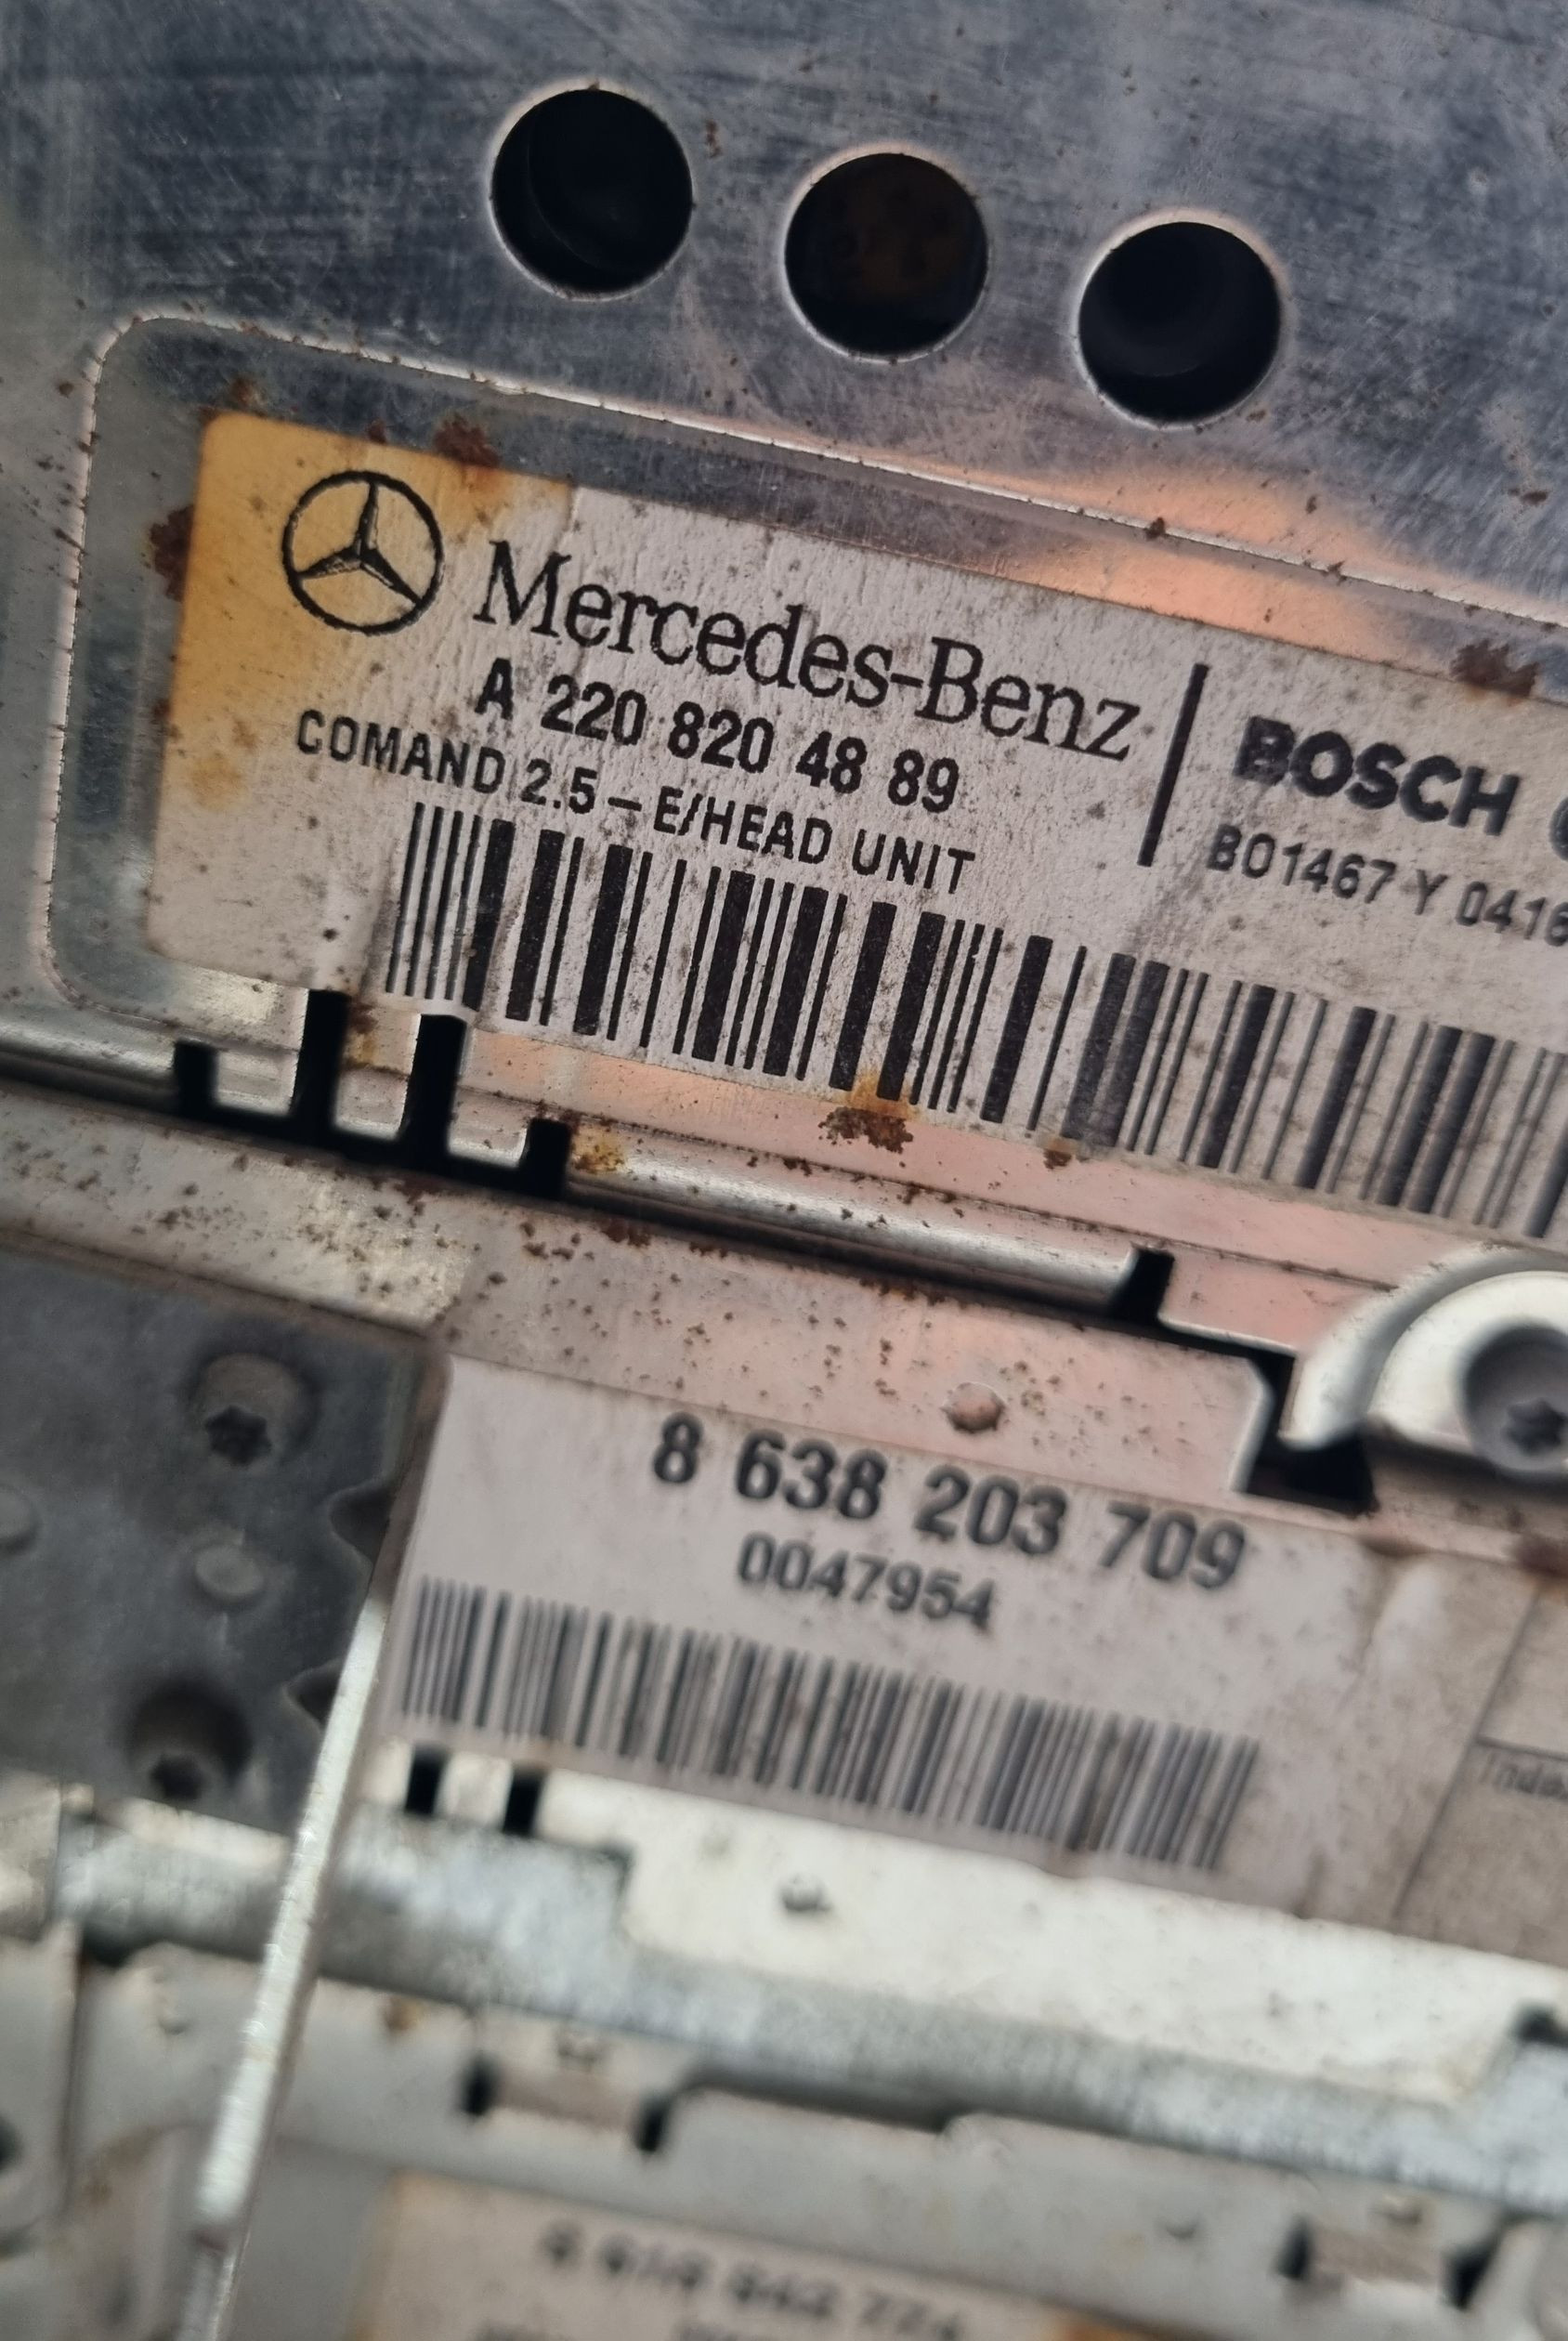 Mercedes-Benz
A 220 820 48 89
COMAND 2.5 – E/HEAD UNIT
BOSCH
B01467 Y 0416
8 638 203 709
0047954